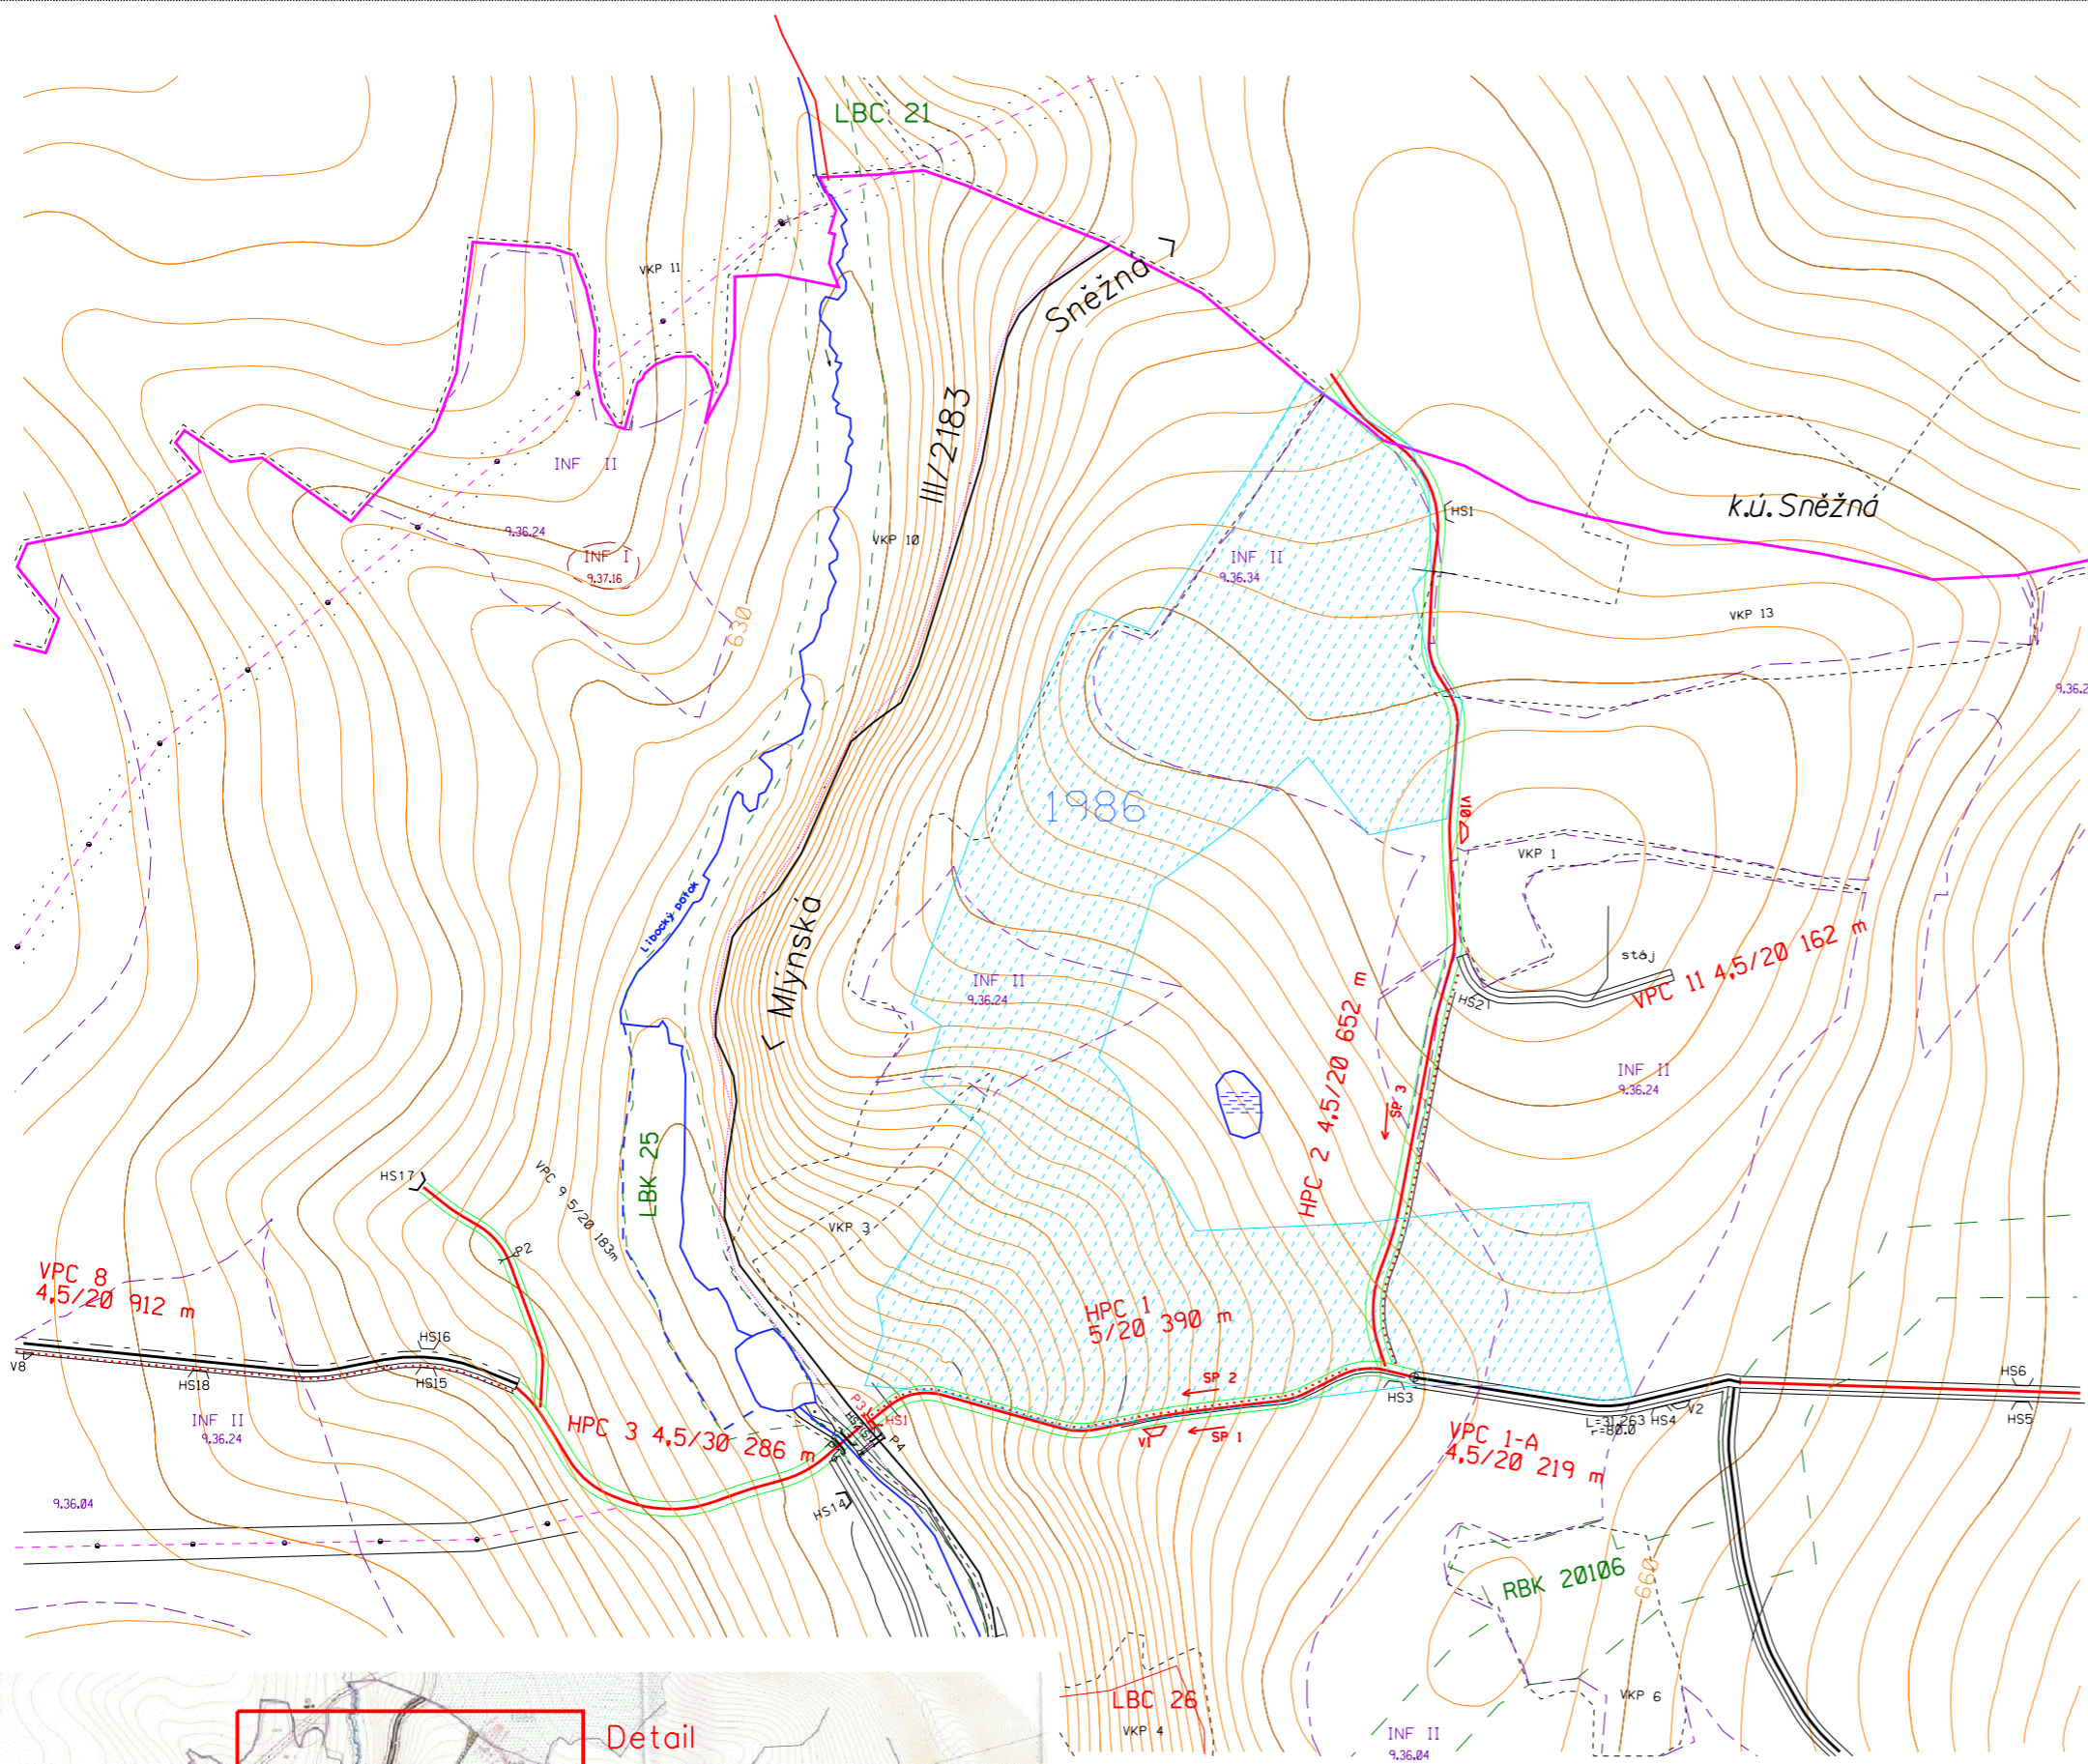 LBC 21
VKP 11
Sněžná
III/2183
INF II
9.36.24
INF I
9.37.16
VKP 10
630
k.ú. Sněžná
HS1
INF II
9.36.34
VKP 13
1986
V10
VKP 1
Libocký potok
Mlýnská
stáj
VPC 11 4,5/20 162 m
HS21
INF II
9.36.24
HPC 2 4,5/20 652 m
SP 3
INF II
9.36.24
LBK 25
HS17
VPC 9 5/20 183m
P2
VKP 3
VPC 8
4,5/20 912 m
HPC 1
5/20 390 m
HS16
V8
HS18
HS15
SP 2
HS3
HS6
HS5
V2
HS4
L=31,263
r=80.0
P3
HS1
P4
V1
SP 1
INF II
9.36.24
HPC 3 4,5/30 286 m
VPC 1-A
4,5/20 219 m
HS14
9.36.04
RBK 20106
660
LBC 26
VKP 4
VKP 6
INF II
9.36.04
Detail